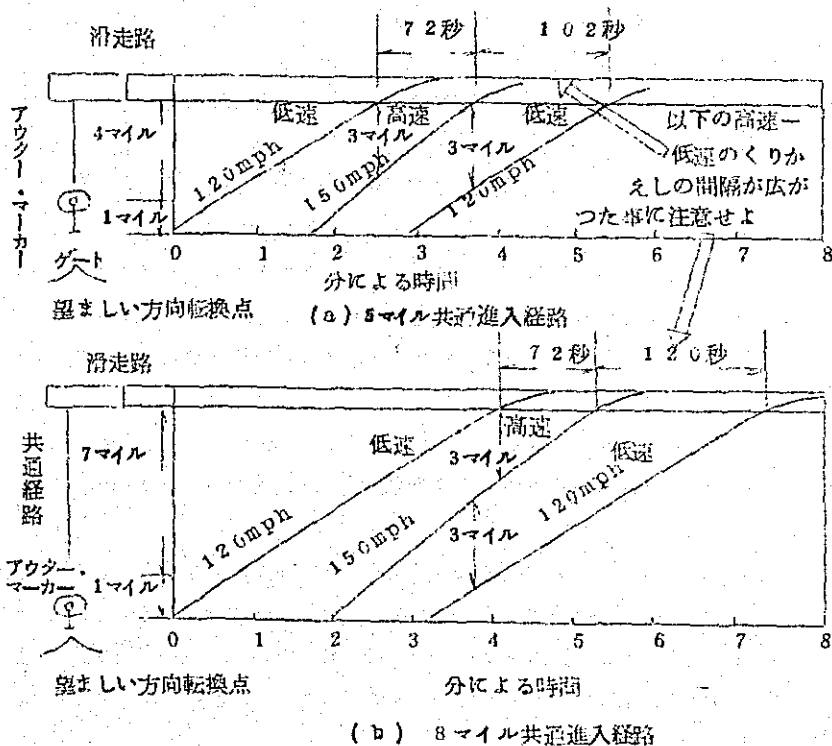 滑走路
72秒
102秒
アウター・マーカー
4マイル
1マイル
低速
3マイル
高速
3マイル
低速
120mph
150mph
120mph
以下の高速ー
低速のくりか
えしの間隔が広が
つた事に注意せよ
ゲート
0 1 2 3 4 5 6 7 8
分による時間
望ましい方向転換点
(a) 5マイル共通進入経路
滑走路
72秒
120秒
共通経路
7マイル
1マイル
アウター・
マーカー
低速
高速
低速
3マイル
3マイル
120mph
150mph
120mph
0 1 2 3 4 5 6 7 8
望ましい方向転換点
分による時間
(b) 8マイル共通進入経路